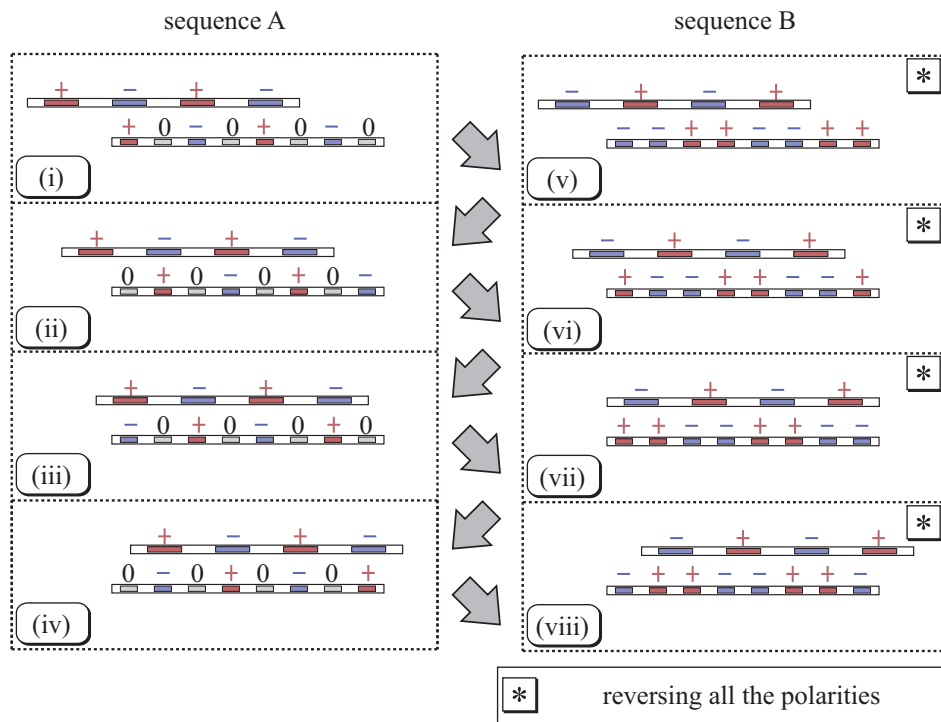 sequence A
sequence B
+ − + −
+ 0 − 0 + 0 − 0
(i)
*
− + − +
− − + + − − + +
(v)
+ − + −
0 + 0 − 0 + 0 −
(ii)
*
− + − +
+ − − + + − − +
(vi)
+ − + −
− 0 + 0 − 0 + 0
(iii)
*
− + − +
+ + − − + + − −
(vii)
+ − + −
0 − 0 + 0 − 0 +
(iv)
*
− + − +
− + + − − + + −
(viii)
* reversing all the polarities